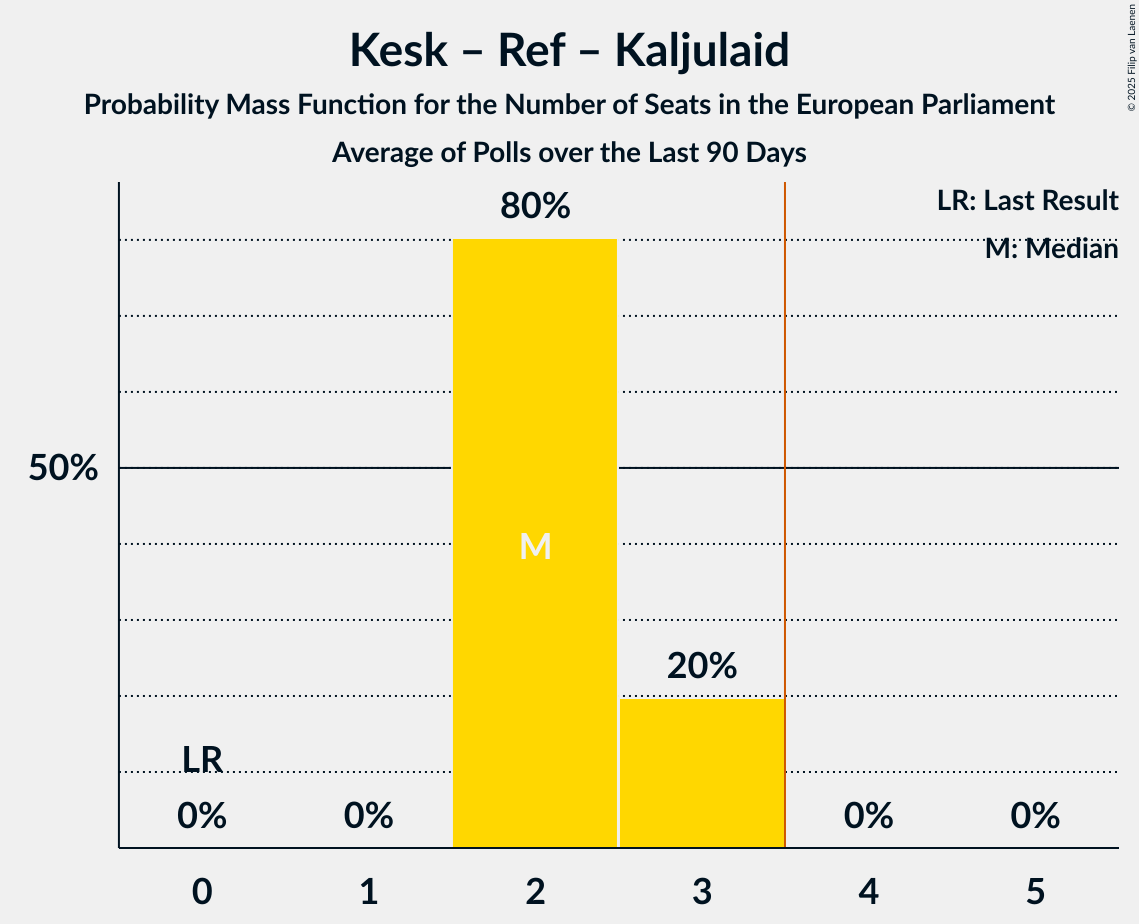 Kesk – Ref – Kaljulaid
Probability Mass Function for the Number of Seats in the European Parliament
Average of Polls over the Last 90 Days
© 2025 Filip van Laenen
LR: Last Result
M: Median
80%
50%
M
20%
LR
0%
0%
0%
0%
0
1
2
3
4
5